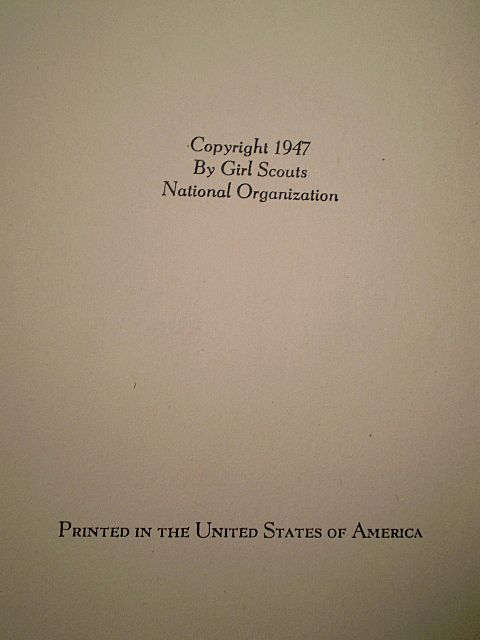 Copyright 1947
By Girl Scouts
National Organization
PRINTED IN THE UNITED STATES OF AMERICA